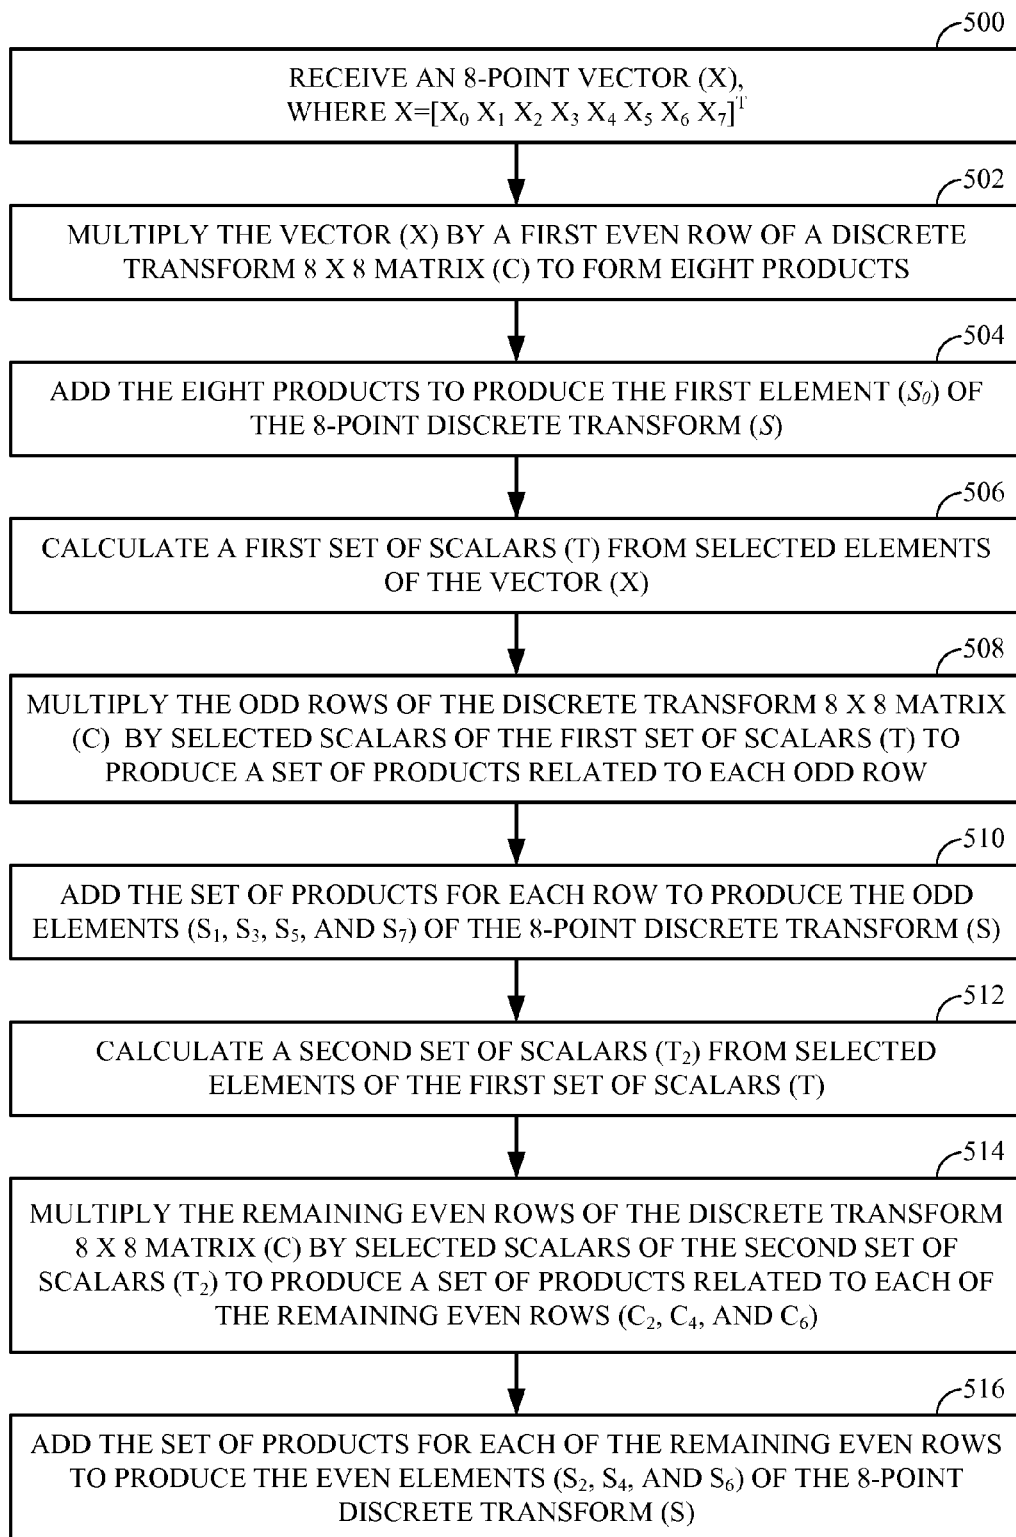 500
RECEIVE AN 8-POINT VECTOR (X),
WHERE X=[X₀ X₁ X₂ X₃ X₄ X₅ X₆ X₇]ᵀ
502
MULTIPLY THE VECTOR (X) BY A FIRST EVEN ROW OF A DISCRETE
TRANSFORM 8 X 8 MATRIX (C) TO FORM EIGHT PRODUCTS
504
ADD THE EIGHT PRODUCTS TO PRODUCE THE FIRST ELEMENT (S₀) OF
THE 8-POINT DISCRETE TRANSFORM (S)
506
CALCULATE A FIRST SET OF SCALARS (T) FROM SELECTED ELEMENTS
OF THE VECTOR (X)
508
MULTIPLY THE ODD ROWS OF THE DISCRETE TRANSFORM 8 X 8 MATRIX
(C) BY SELECTED SCALARS OF THE FIRST SET OF SCALARS (T) TO
PRODUCE A SET OF PRODUCTS RELATED TO EACH ODD ROW
510
ADD THE SET OF PRODUCTS FOR EACH ROW TO PRODUCE THE ODD
ELEMENTS (S₁, S₃, S₅, AND S₇) OF THE 8-POINT DISCRETE TRANSFORM (S)
512
CALCULATE A SECOND SET OF SCALARS (T₂) FROM SELECTED
ELEMENTS OF THE FIRST SET OF SCALARS (T)
514
MULTIPLY THE REMAINING EVEN ROWS OF THE DISCRETE TRANSFORM
8 X 8 MATRIX (C) BY SELECTED SCALARS OF THE SECOND SET OF
SCALARS (T₂) TO PRODUCE A SET OF PRODUCTS RELATED TO EACH OF
THE REMAINING EVEN ROWS (C₂, C₄, AND C₆)
516
ADD THE SET OF PRODUCTS FOR EACH OF THE REMAINING EVEN ROWS
TO PRODUCE THE EVEN ELEMENTS (S₂, S₄, AND S₆) OF THE 8-POINT
DISCRETE TRANSFORM (S)